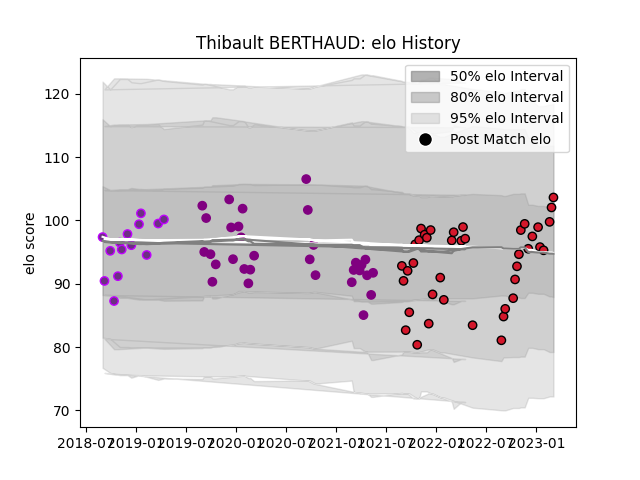 Thibault BERTHAUD: elo History
50% elo Interval
80% elo Interval
95% elo Interval
Post Match elo
elo score
120
110
100
90
80
70
2018-07 2019-01 2019-07 2020-01 2020-07 2021-01 2021-07 2022-01 2022-07 2023-01